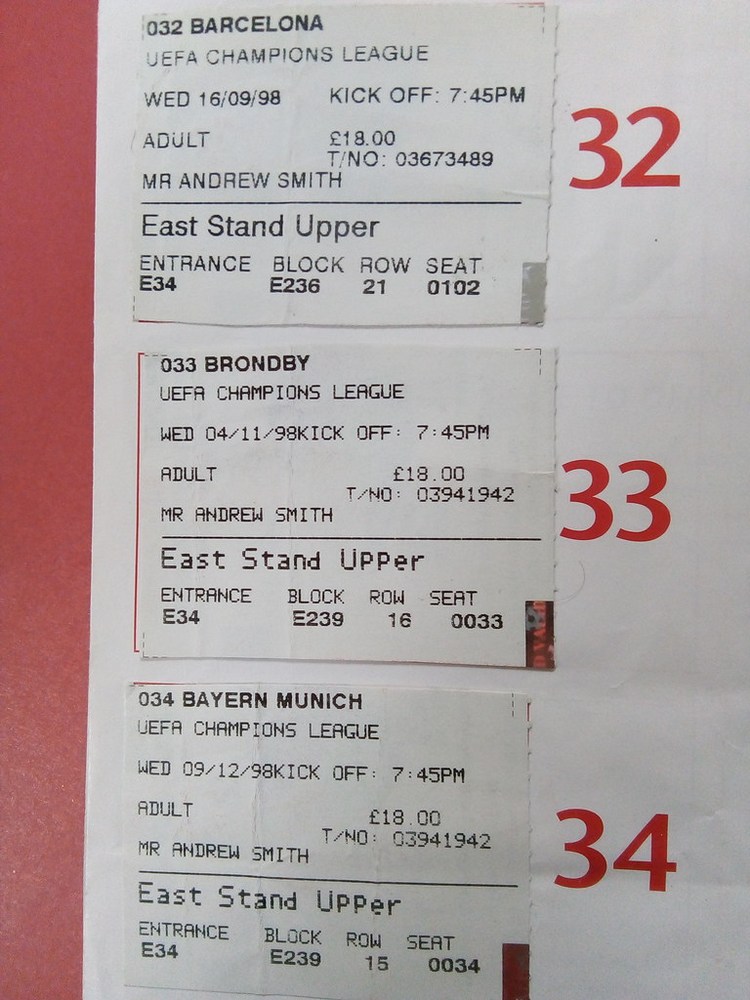 032 BARCELONA
UEFA CHAMPIONS LEAGUE
WED 16/09/98 KICK OFF: 7:45PM
ADULT £18.00
T/NO: 03673489
MR ANDREW SMITH
East Stand Upper
ENTRANCE BLOCK ROW SEAT
E34 E236 21 0102
32
033 BRONDBY
UEFA CHAMPIONS LEAGUE
WED 04/11/98KICK OFF: 7:45PM
ADULT £18.00
T/NO: 03941942
MR ANDREW SMITH
East Stand Upper
ENTRANCE BLOCK ROW SEAT
E34 E239 16 0033
33
034 BAYERN MUNICH
UEFA CHAMPIONS LEAGUE
WED 09/12/98KICK OFF: 7:45PM
ADULT £18.00
T/NO: 03941942
MR ANDREW SMITH
East Stand Upper
ENTRANCE BLOCK ROW SEAT
E34 E239 15 0034
34